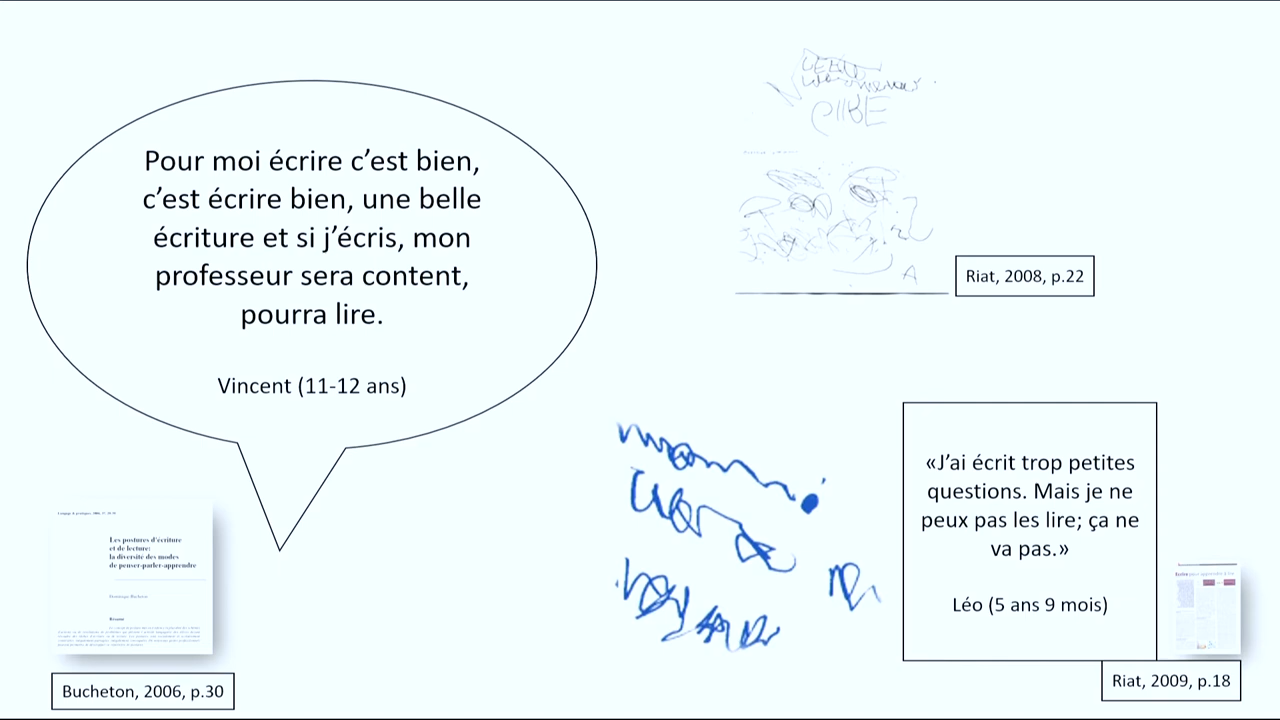 Pour moi écrire c’est bien,
c’est écrire bien, une belle
écriture et si j’écris, mon
professeur sera content,
pourra lire.
Vincent (11-12 ans)
Riat, 2008, p.22
«J’ai écrit trop petites
questions. Mais je ne
peux pas les lire; ça ne
va pas.»
Léo (5 ans 9 mois)
Riat, 2009, p.18
Les postures d'écriture
et de lecture:
la diversité des modes
de penser-parler-apprendre
Dominique Bucheton
Résumé
Bucheton, 2006, p.30